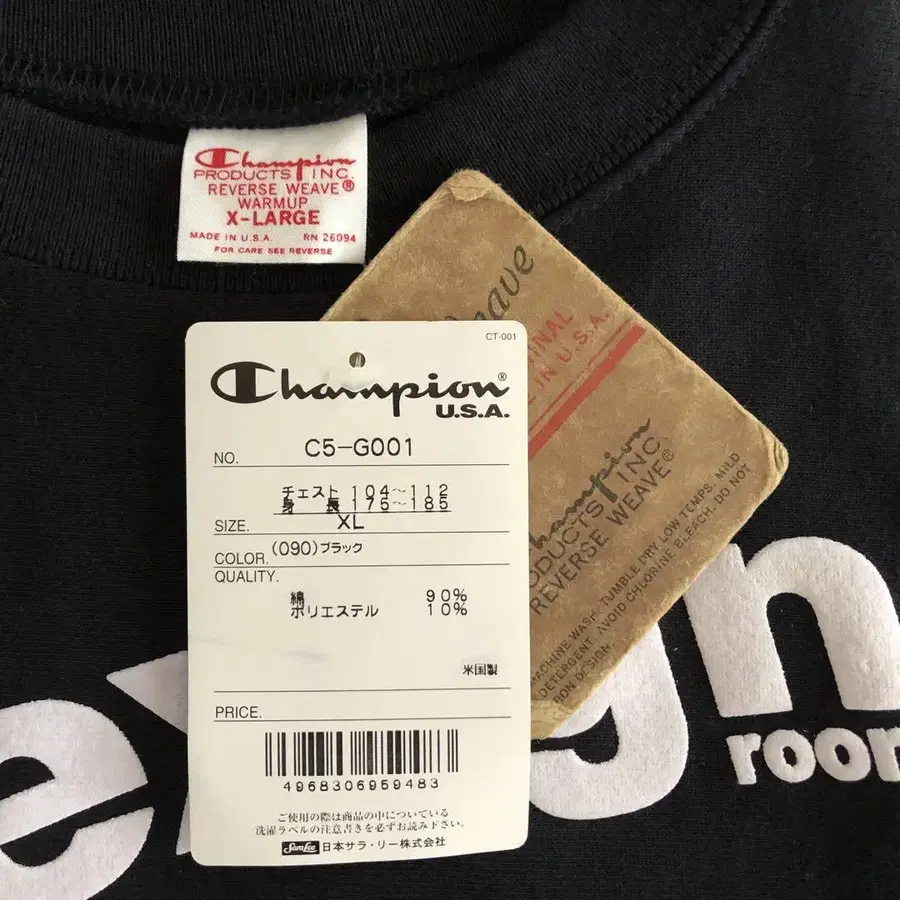 Champion
PRODUCTS INC.
REVERSE WEAVE®
WARMUP
X-LARGE
MADE IN U.S.A. RN 26094
FOR CARE SEE REVERSE
CT-001
Champion®
U.S.A.
NO. C5-G001
チェスト 104~112
身 長 175~185
SIZE. XL
COLOR. (090)ブラック
QUALITY.
綿 90%
ポリエステル 10%
米国製
PRICE.
4968306959483
ご使用の際は商品の中についている
洗濯ラベルの注意書きを必ずお読み下さい。
Sara Lee 日本サラ・リー株式会社
IN U.S.A.
Champion
PRODUCTS INC.
REVERSE WEAVE®
MACHINE WASH. TUMBLE DRY, LOW TEMPS. MILD
DETERGENT. AVOID CHLORINE BLEACH. DO NOT
IRON DESIGN.